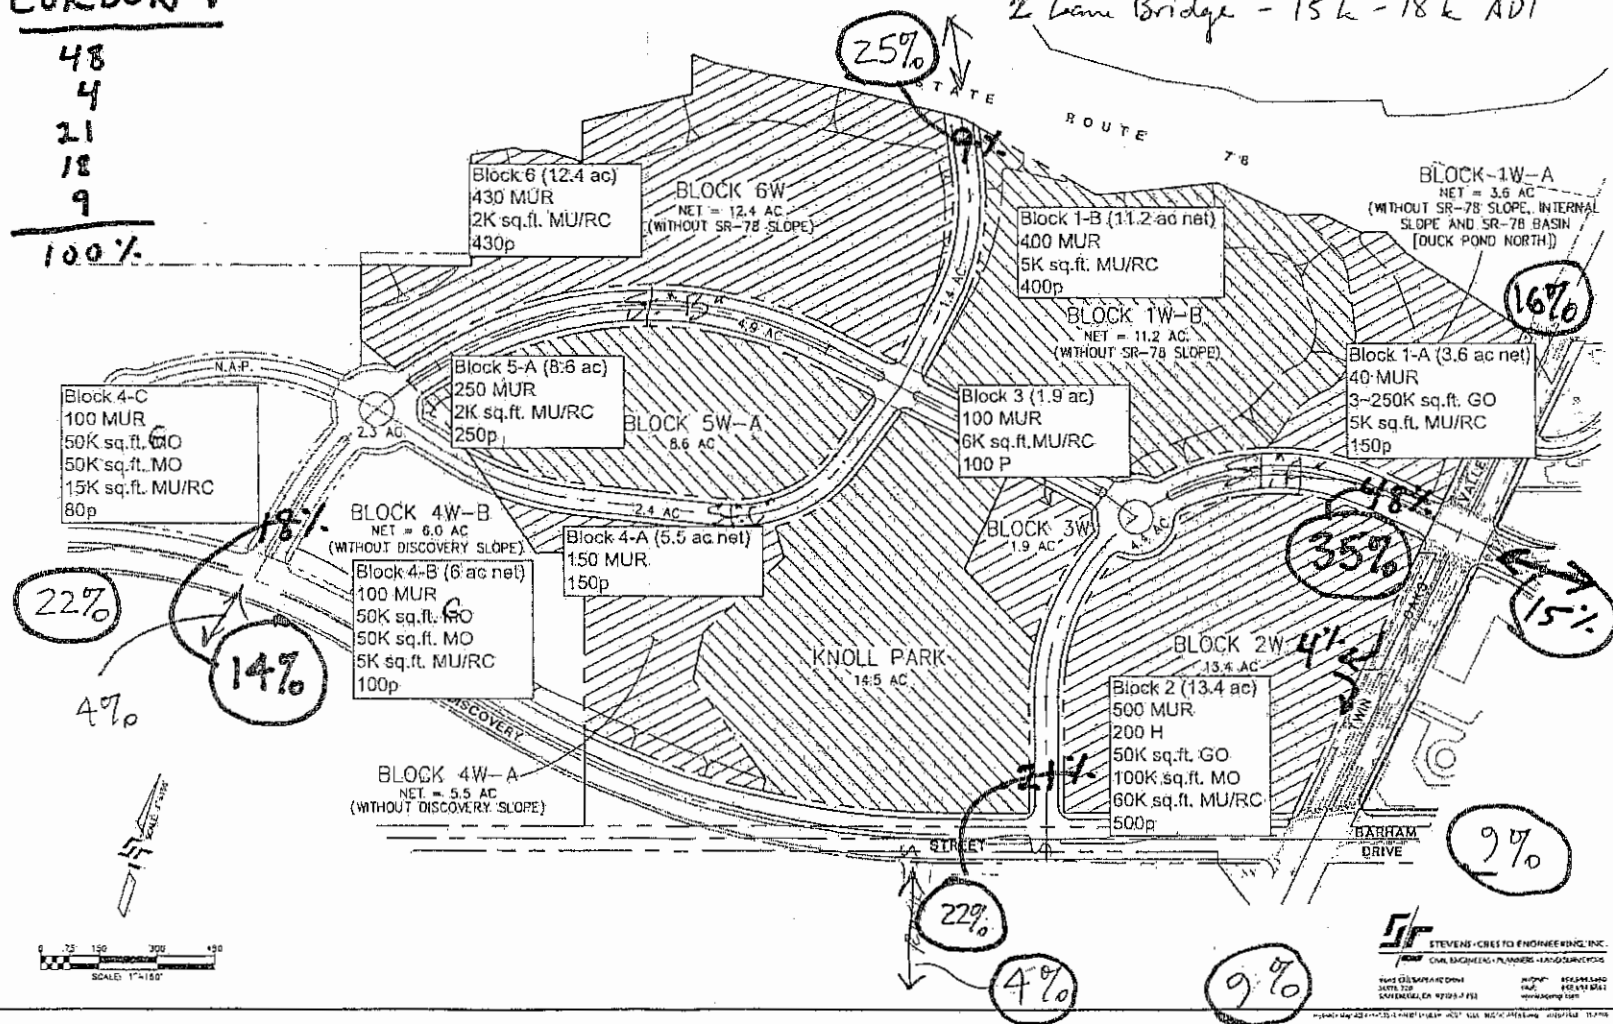 CORDON
48
4
21
18
9
100%
2 Lane Bridge - 15k - 18k ADT
25%
STATE ROUTE 78
9%
Block 6 (12.4 ac)
430 MUR
2K sq.ft. MU/RC
430p
BLOCK 6W
NET = 12.4 AC
(WITHOUT SR-78 SLOPE)
Block 1-B (11.2 ac net)
400 MUR
5K sq.ft. MU/RC
400p
BLOCK 1W-B
NET = 11.2 AC
(WITHOUT SR-78 SLOPE)
BLOCK-1W-A
NET = 3.6 AC
(WITHOUT SR-78 SLOPE, INTERNAL
SLOPE AND SR-78 BASIN
[DUCK POND NORTH])
16%
1.4 AC
4.9 AC
Block 1-A (3.6 ac net)
40 MUR
3~250K sq.ft. GO
5K sq.ft. MU/RC
150p
N.A.P.
Block 4-C
100 MUR
50K sq.ft. GO
50K sq.ft. MO
15K sq.ft. MU/RC
80p
2.3 AC
Block 5-A (8.6 ac)
250 MUR
2K sq.ft. MU/RC
250p
BLOCK 5W-A
8.6 AC
Block 3 (1.9 ac)
100 MUR
6K sq.ft. MU/RC
100 P
BLOCK 3W
1.9 AC
4.5 AC
48%
35%
15%
VALLE
OAKS
TWIN
18%
BLOCK 4W-B
NET = 6.0 AC
(WITHOUT DISCOVERY SLOPE)
2.4 AC
Block 4-A (5.5 ac net)
150 MUR
150p
Block 4-B (6 ac net)
100 MUR
50K sq.ft. GO
50K sq.ft. MO
5K sq.ft. MU/RC
100p
22%
14%
4%
KNOLL PARK
14.5 AC
BLOCK 2W
13.4 AC
4%
Block 2 (13.4 ac)
500 MUR
200 H
50K sq.ft. GO
100K sq.ft. MO
60K sq.ft. MU/RC
500p
21%
DISCOVERY
STREET
BLOCK 4W-A
NET = 5.5 AC
(WITHOUT DISCOVERY SLOPE)
BARHAM
DRIVE
9%
22%
4%
9%
0 75 150 300 450
SCALE: 1"=150'
STEVENS-CRESTO ENGINEERING, INC.
CIVIL ENGINEERS • PLANNERS • LAND SURVEYORS